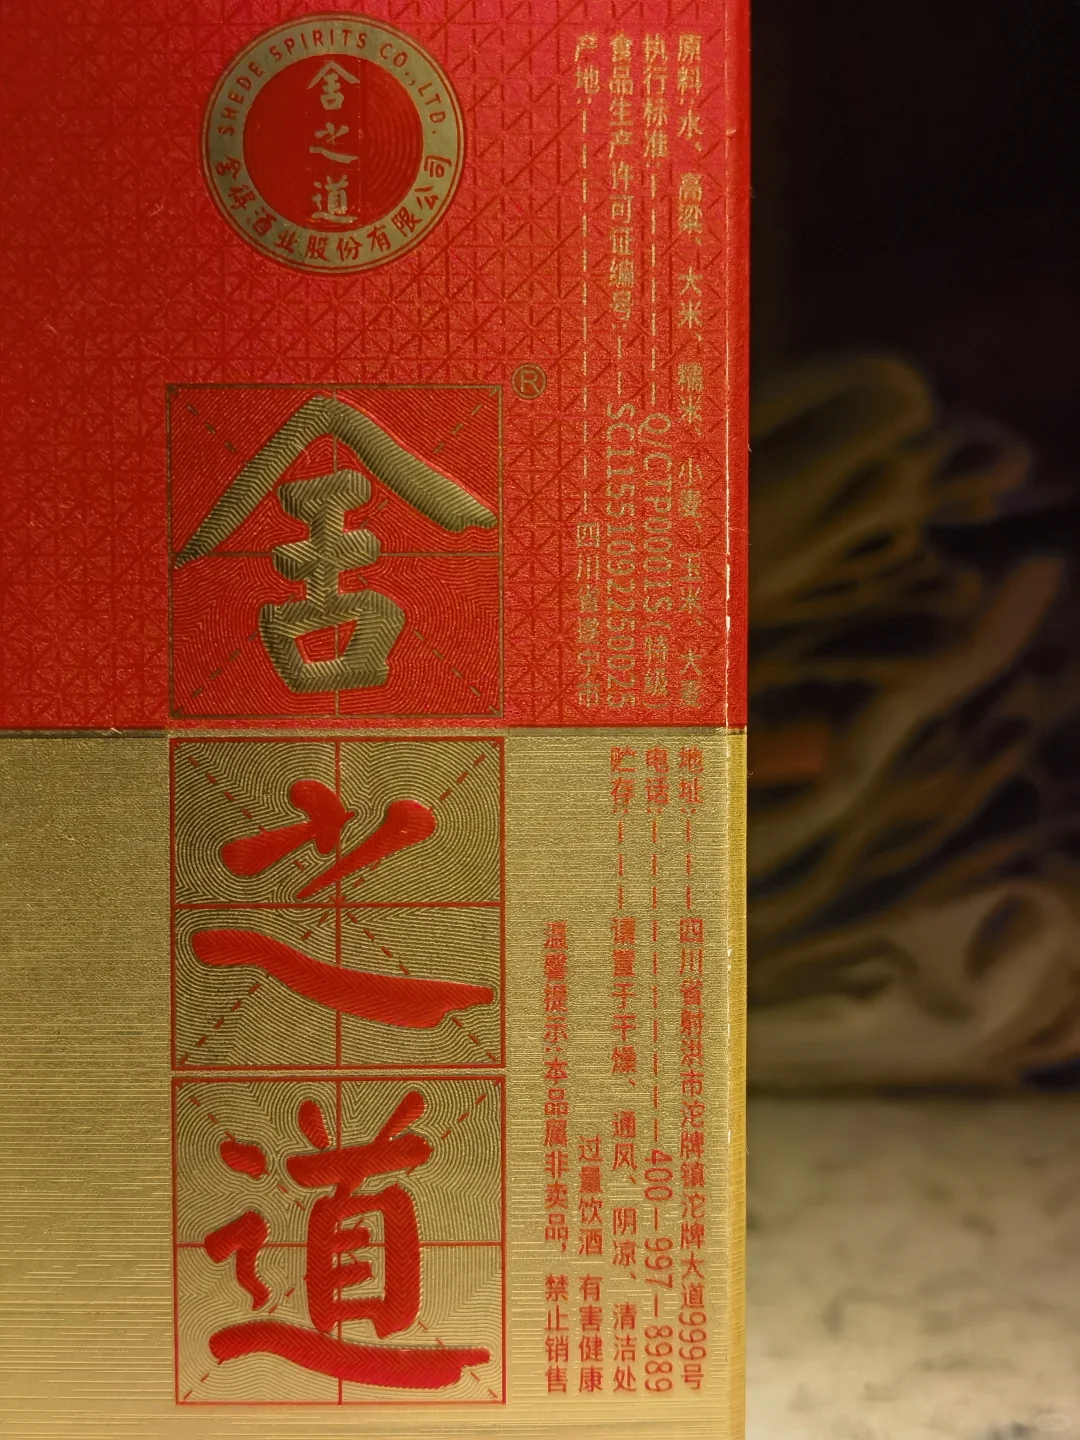 SHEDE SPIRITS CO.,LTD.
舍之道
舍得酒业股份有限公司
舍之道
®
原料:水、高粱、大米、糯米、小麦、玉米、大麦
执行标准:Q/CTP0001S(特级)
食品生产许可证编号:SC11551092250025
产地:四川省遂宁市
地址:四川省射洪市沱牌镇沱牌大道999号
电话:400-997-8989
贮存:请置于干燥、通风、阴凉、清洁处
过量饮酒 有害健康
温馨提示:本品属非卖品,禁止销售